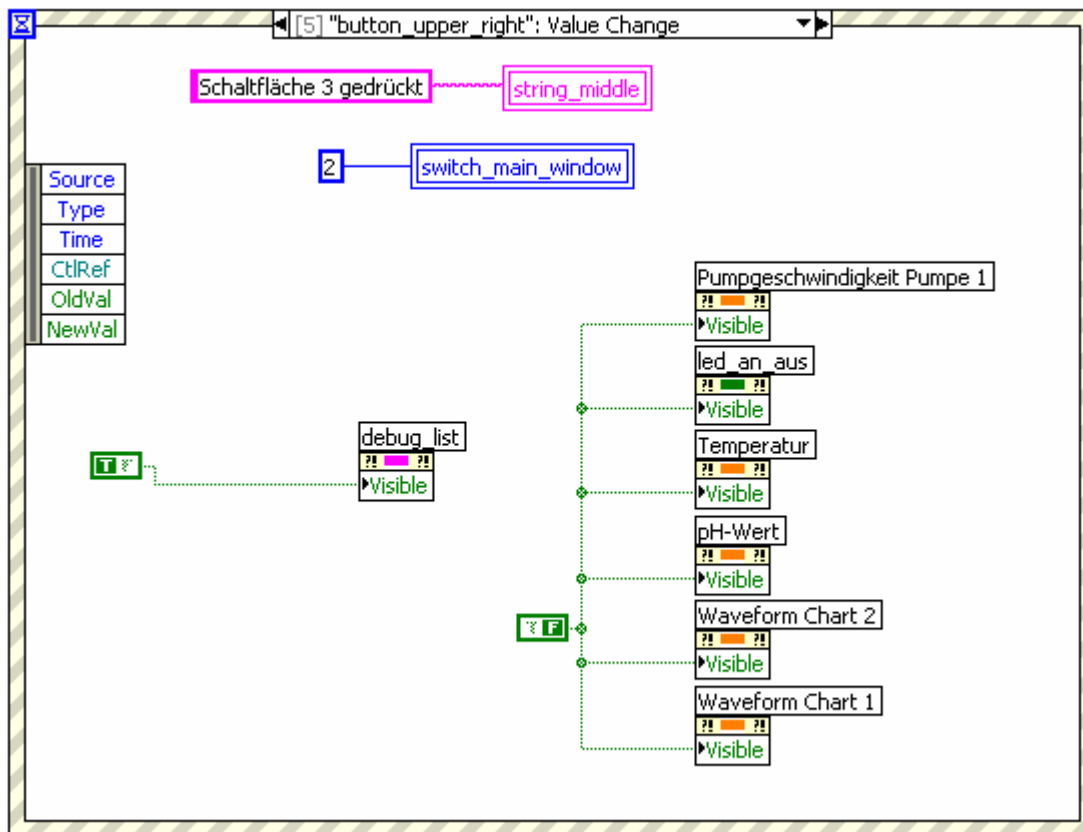 [5] "button_upper_right": Value Change
Schaltfläche 3 gedrückt
string_middle
2
switch_main_window
Source
Type
Time
CtlRef
OldVal
NewVal
Pumpgeschwindigkeit Pumpe 1
?! ?!
Visible
led_an_aus
?! ?!
Visible
debug_list
?! ?!
Visible
T
Temperatur
?! ?!
Visible
pH-Wert
?! ?!
Visible
F
Waveform Chart 2
?! ?!
Visible
Waveform Chart 1
?! ?!
Visible